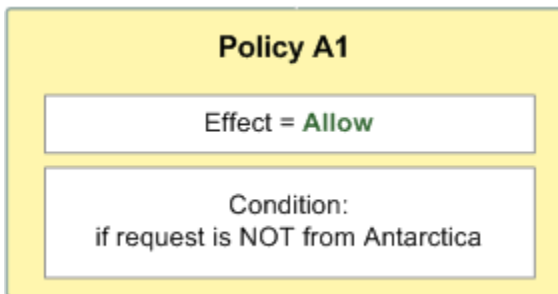 Policy A1
Effect = Allow
Condition:
if request is NOT from Antarctica